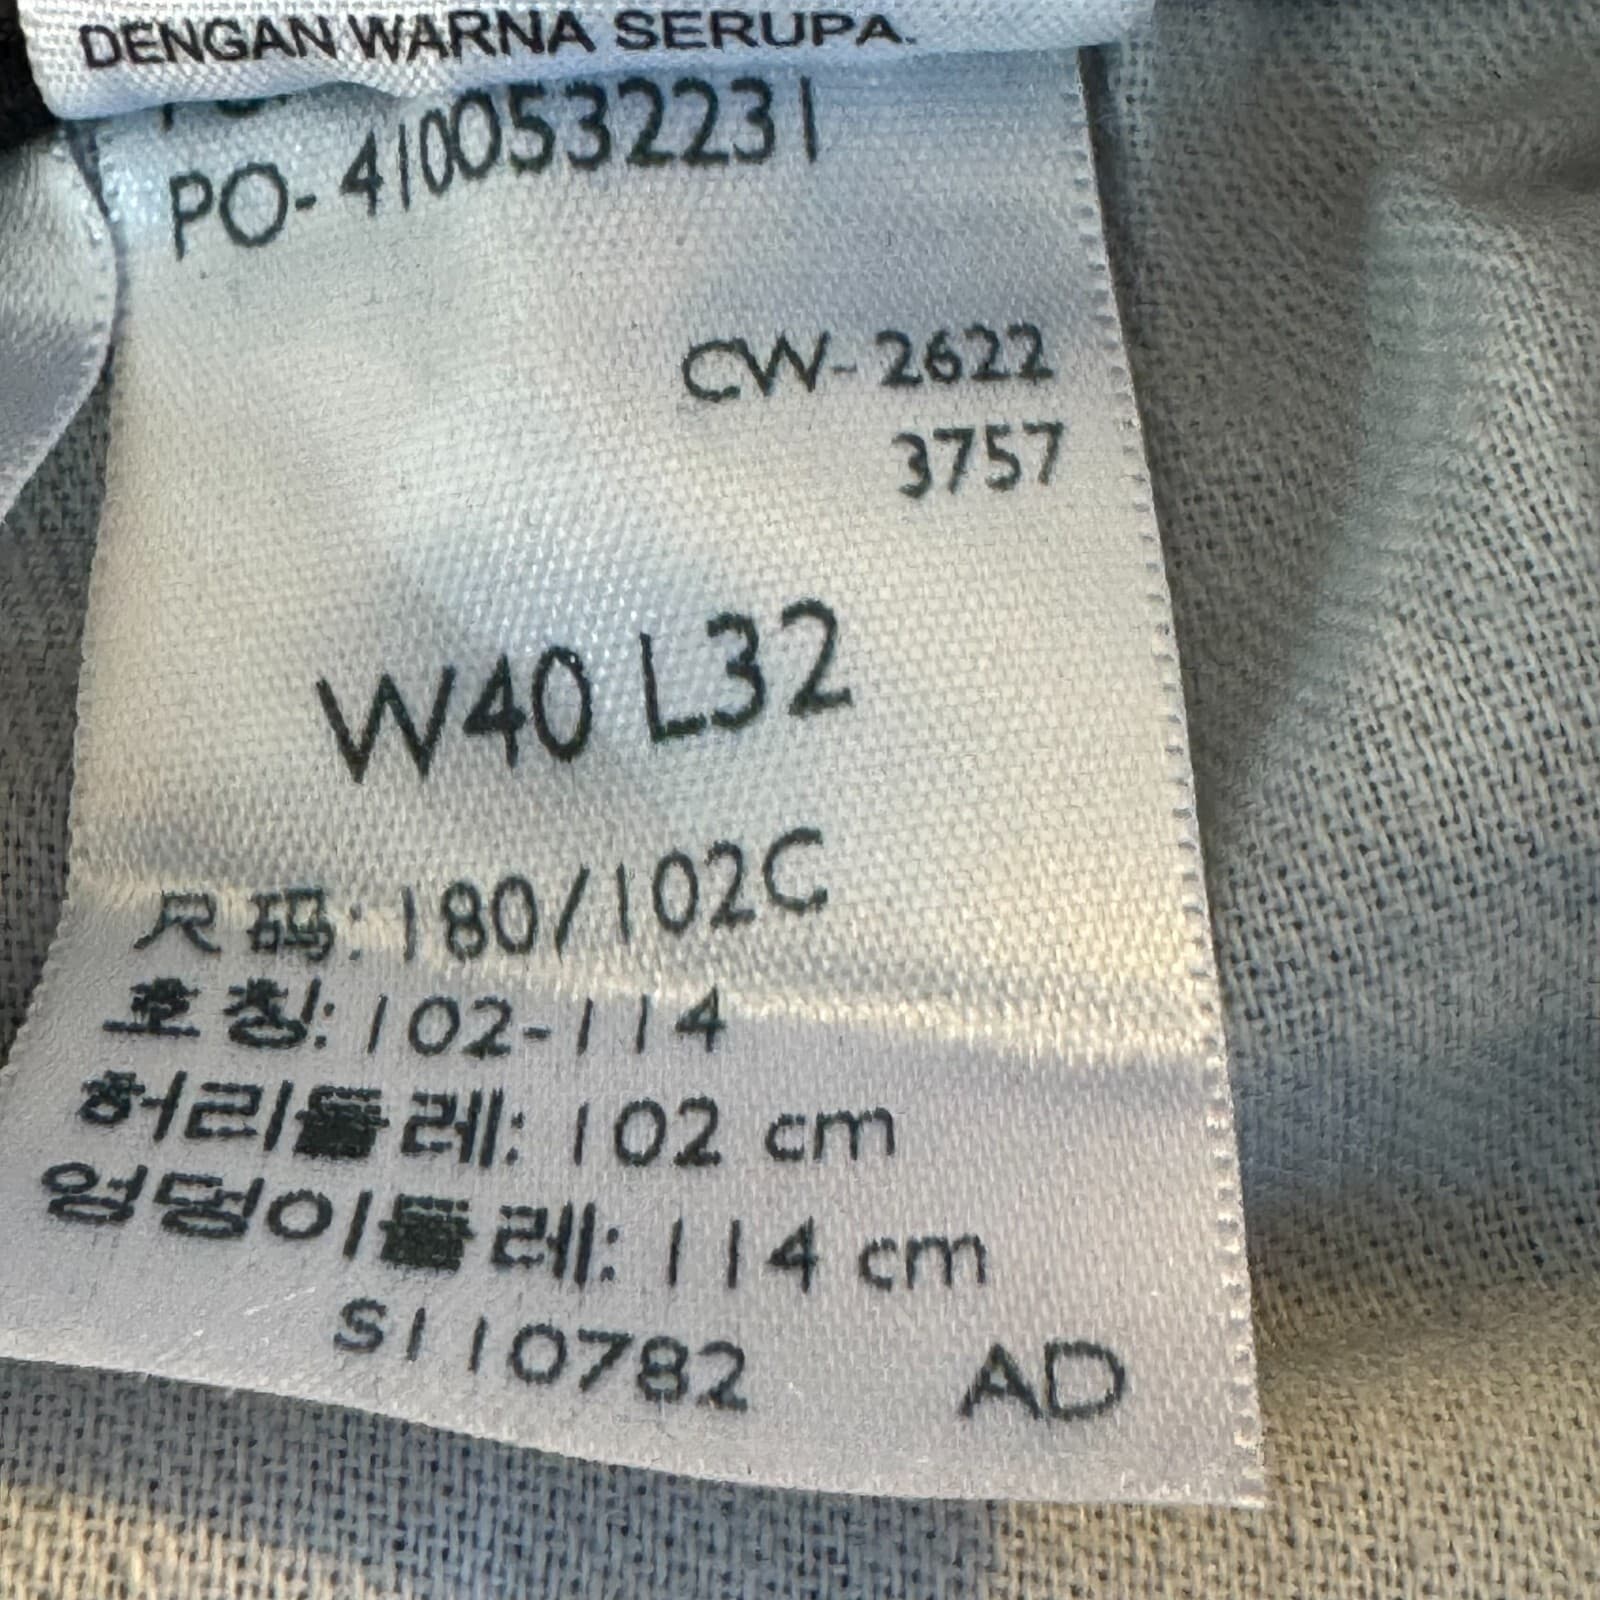 DENGAN WARNA SERUPA.
PO-4100532231
CW-2622
3757
W40 L32
尺码: 180/102C
호칭: 102-114
허리둘레: 102 cm
엉덩이둘레: 114 cm
S110782 AD